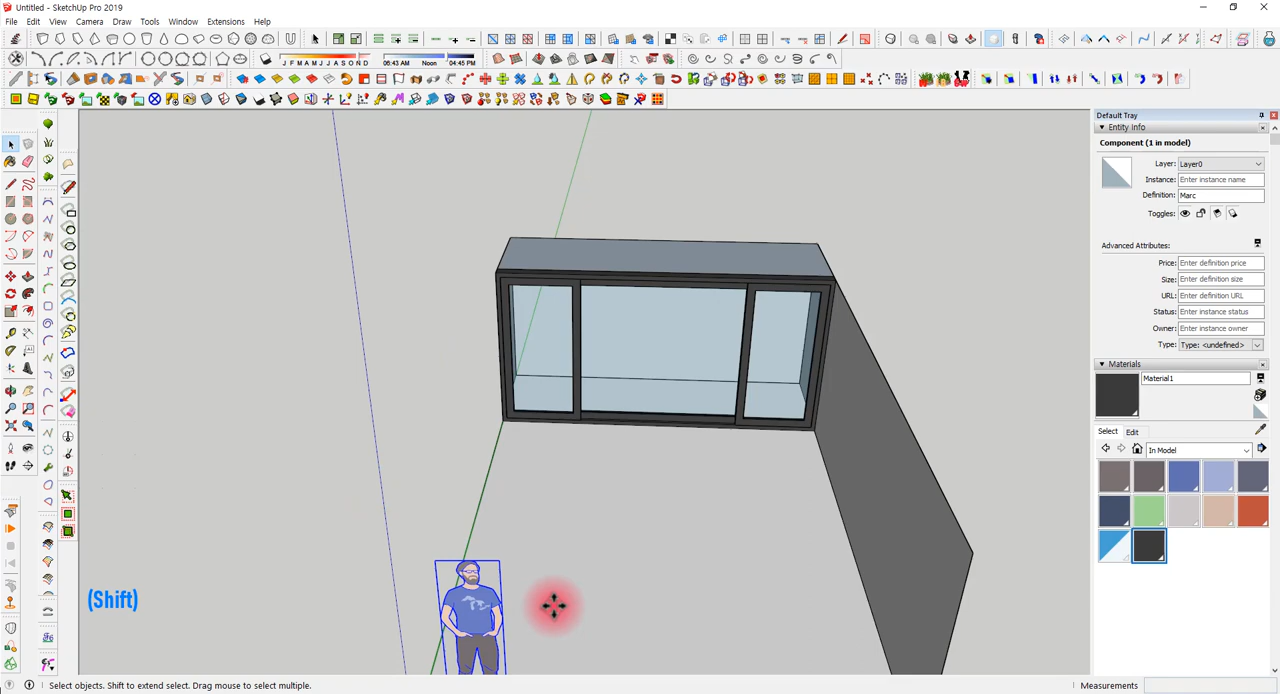 Untitled - SketchUp Pro 2019
File Edit View Camera Draw Tools Window Extensions Help
J F M A M J J A S O N D
06:43 AM Noon 04:45 PM
Default Tray
Entity Info
Component (1 in model)
Layer: Layer0
Instance: Enter instance name
Definition: Marc
Toggles:
Advanced Attributes:
Price: Enter definition price
Size: Enter definition size
URL: Enter definition URL
Status: Enter instance status
Owner: Enter instance owner
Type: Type: <undefined>
Materials
Material1
Select Edit
In Model
(Shift)
Select objects. Shift to extend select. Drag mouse to select multiple.
Measurements